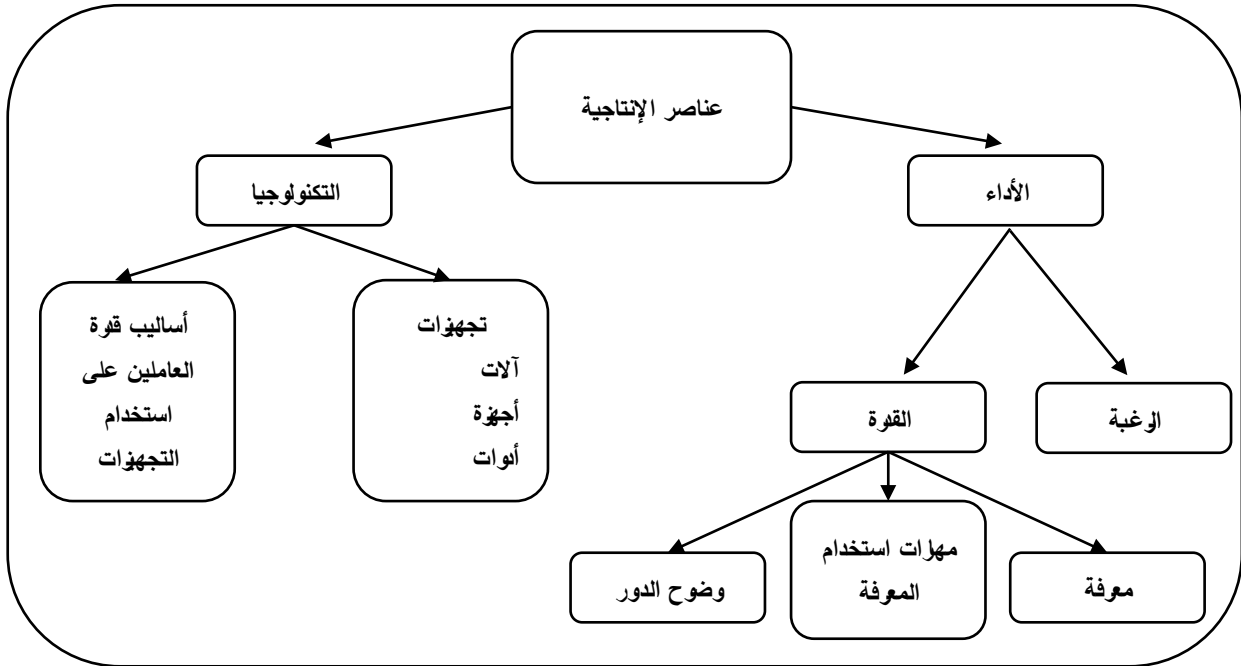 عناصر الإنتاجية
الأداء
التكنولوجيا
تجهيزات
آلات
أجهزة
أدوات
أساليب قدرة
العاملين على
استخدام
التجهيزات
الرغبة
القدرة
معرفة
مهارات استخدام
المعرفة
وضوح الدور